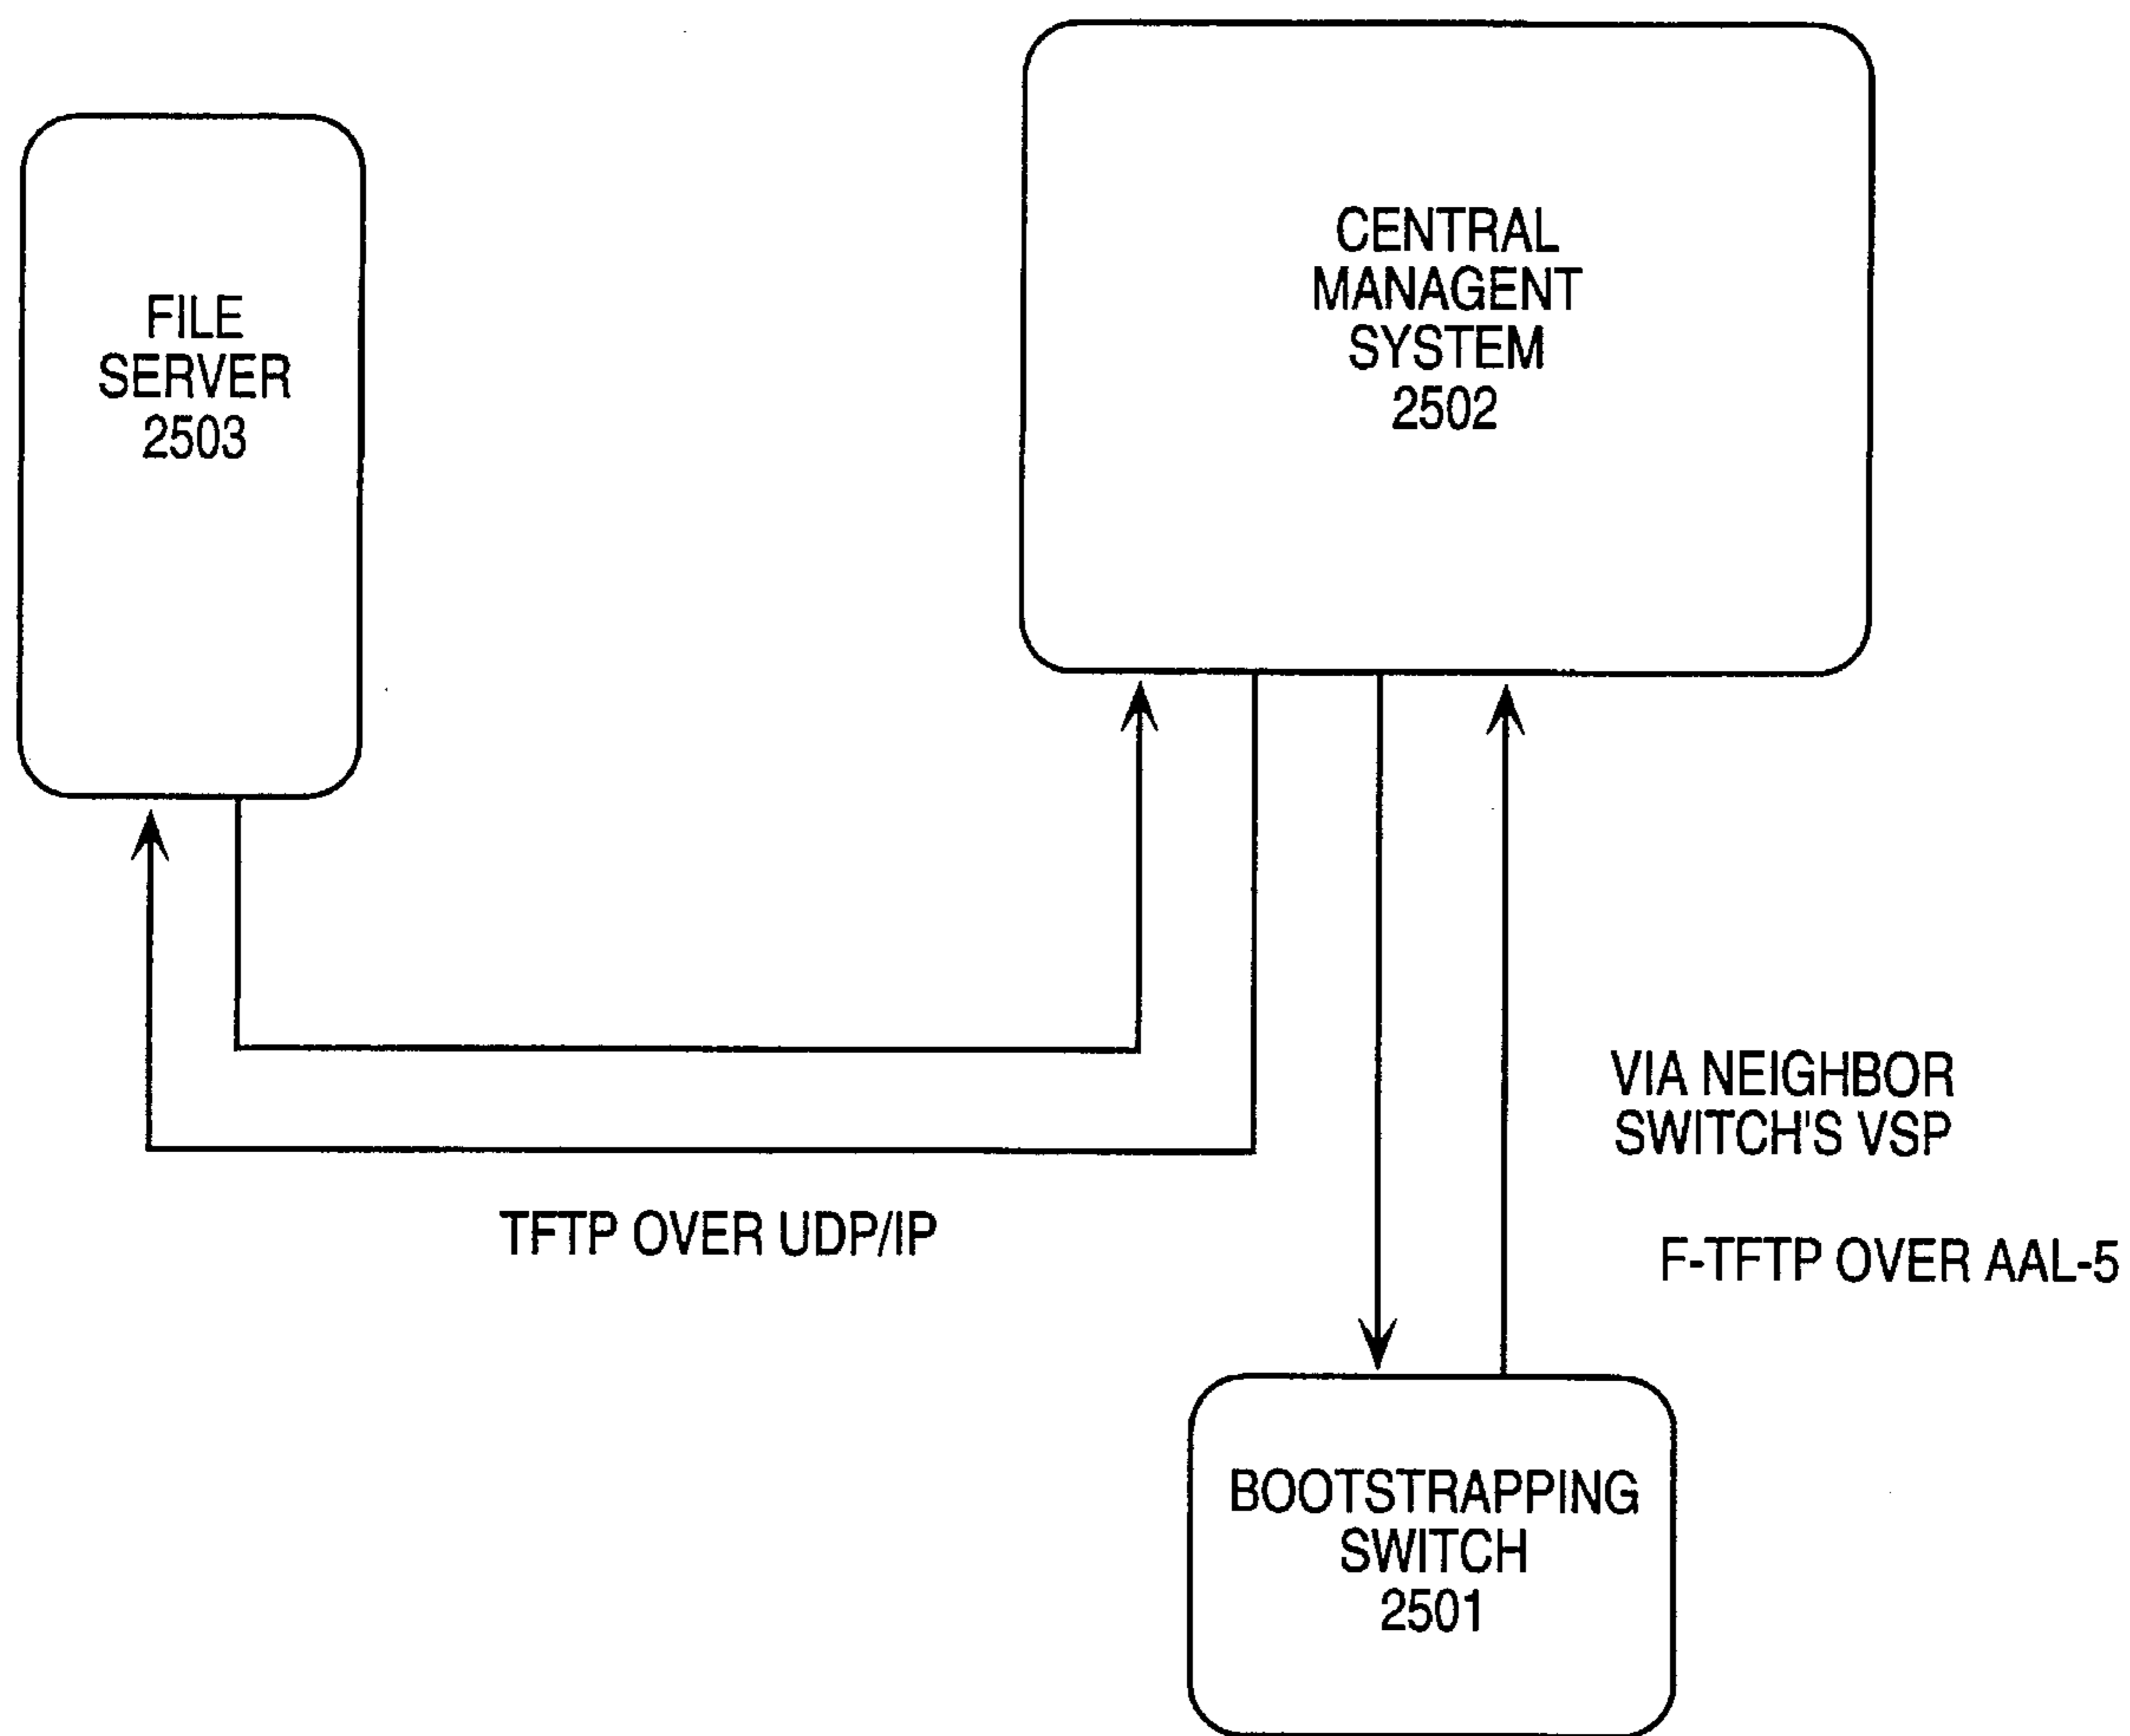 FILE
SERVER
2503
CENTRAL
MANAGENT
SYSTEM
2502
TFTP OVER UDP/IP
VIA NEIGHBOR
SWITCH'S VSP
F-TFTP OVER AAL-5
BOOTSTRAPPING
SWITCH
2501